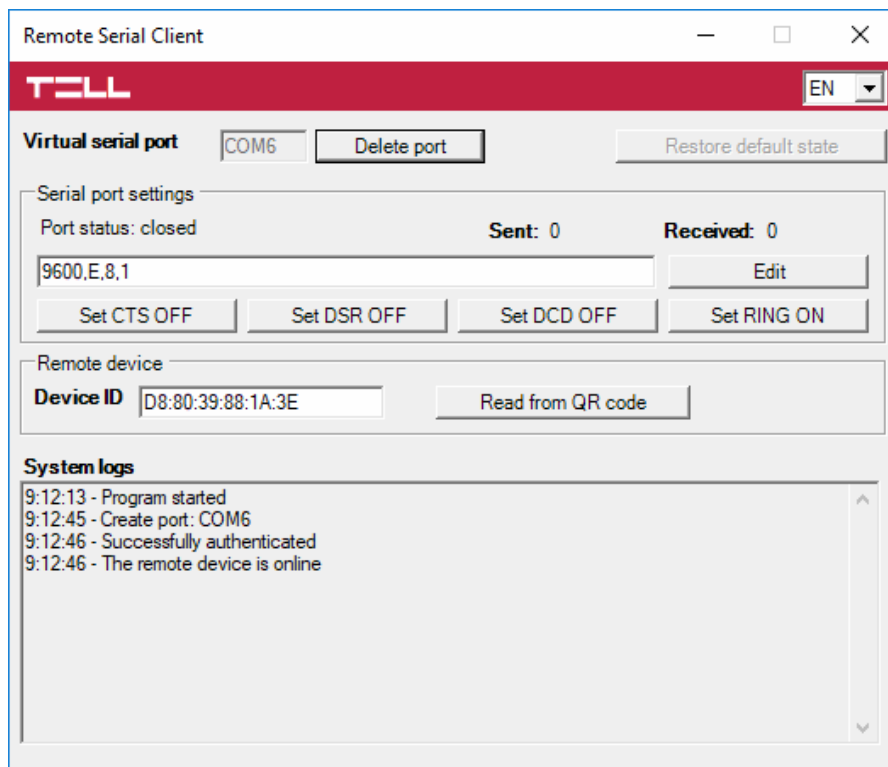 Remote Serial Client
TELL
EN
Virtual serial port COM6 Delete port Restore default state
Serial port settings
Port status: closed Sent: 0 Received: 0
9600,E,8,1 Edit
Set CTS OFF Set DSR OFF Set DCD OFF Set RING ON
Remote device
Device ID D8:80:39:88:1A:3E Read from QR code
System logs
9:12:13 - Program started
9:12:45 - Create port: COM6
9:12:46 - Successfully authenticated
9:12:46 - The remote device is online